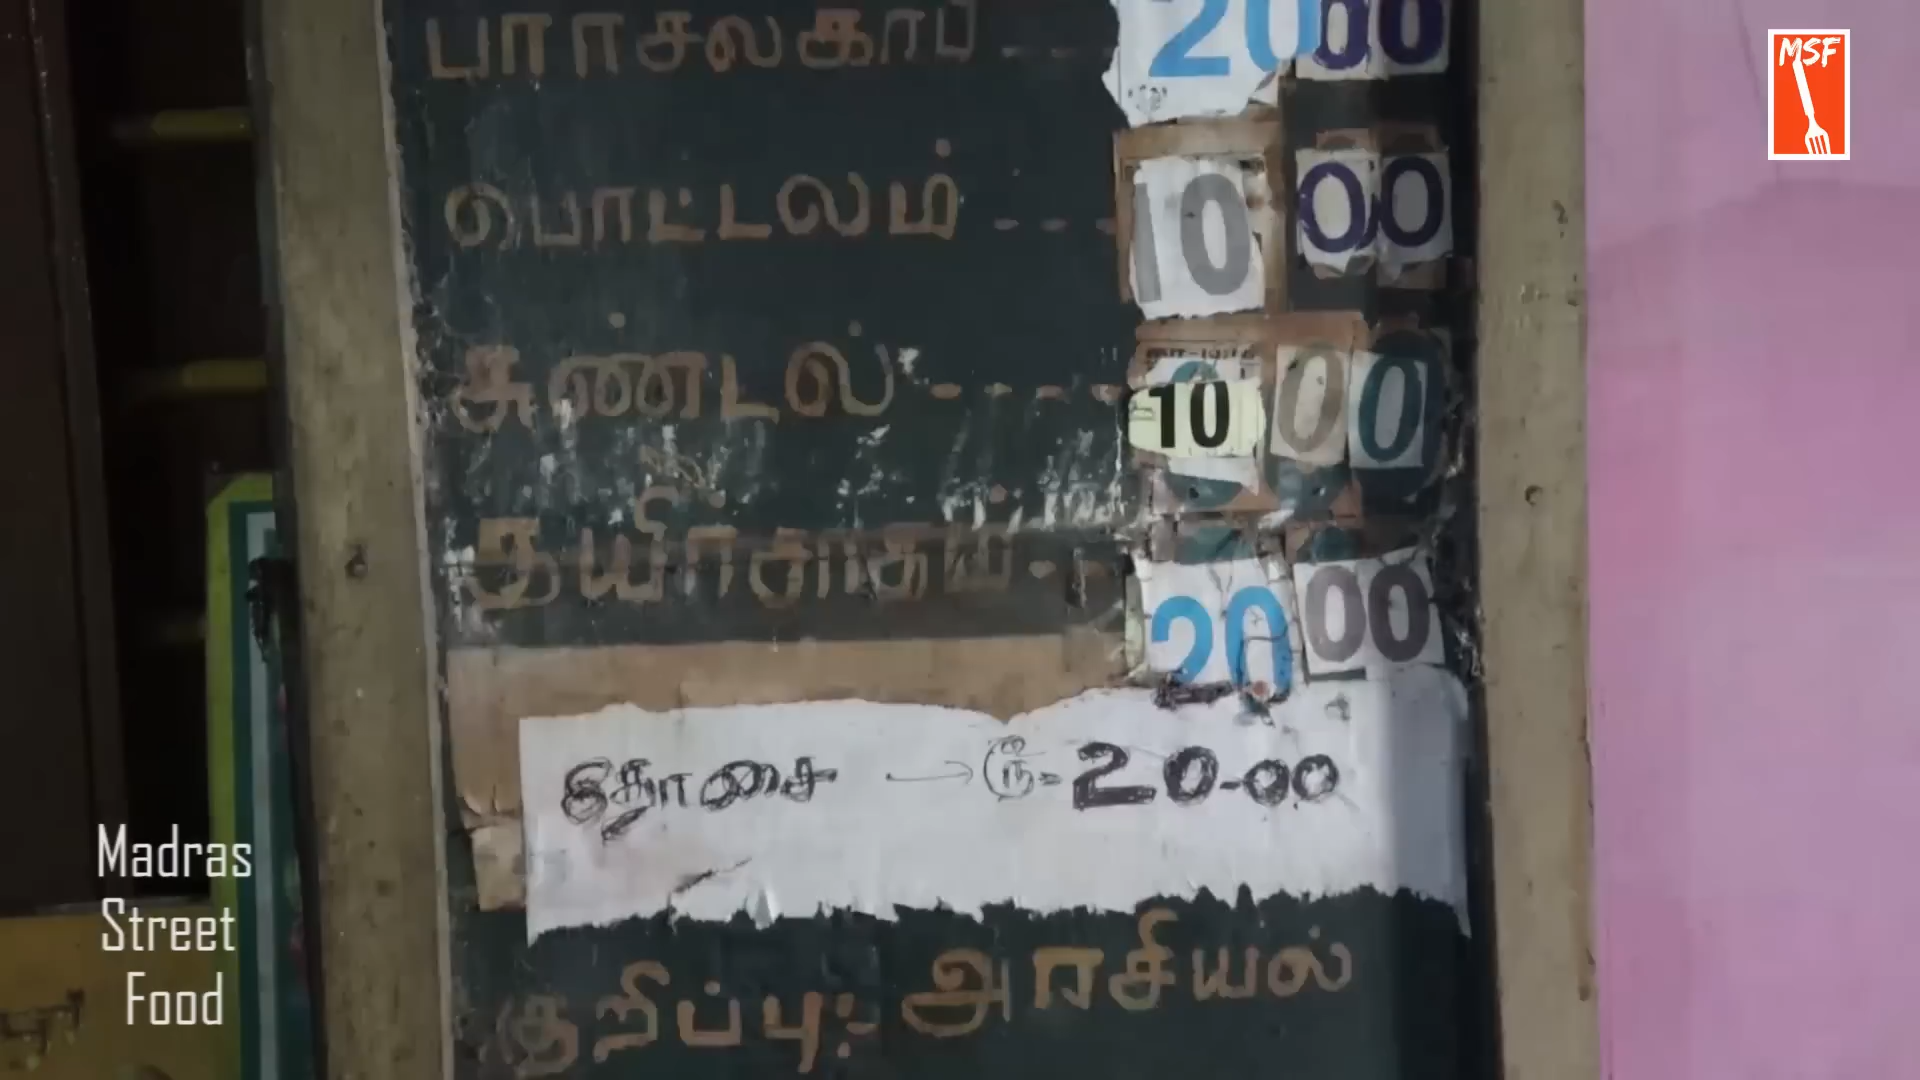 பார்சல்காபி --- 20 00
MSF
பொட்டலம் --- 10 00
சுண்டல் ---- 10 00
தயிர்சாதம் -- 20 00
தோசை → ரூ= 20-00
குறிப்பு: அரசியல்
Madras
Street
Food